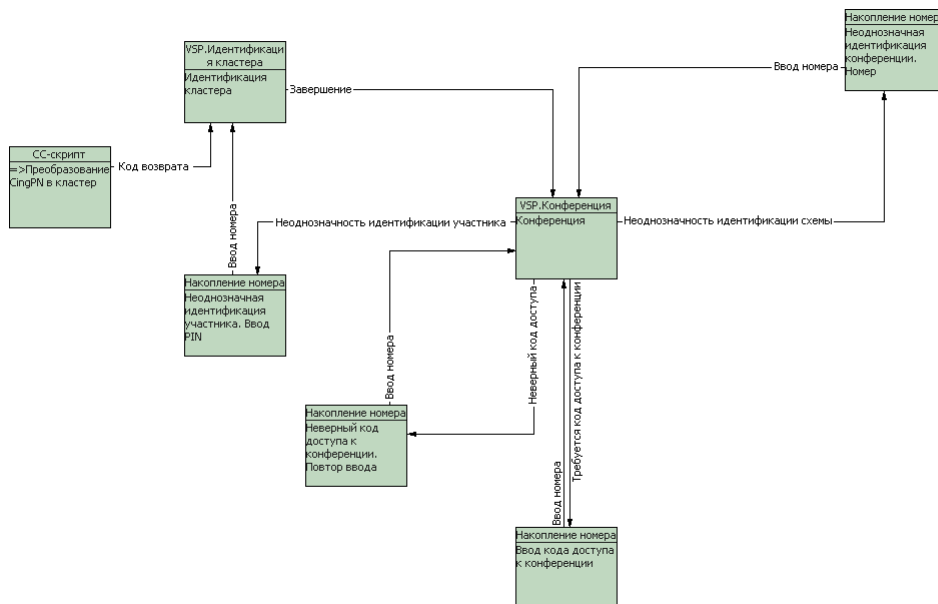 Накопление номера
Неоднозначная
идентификация
конференции.
Номер
Ввод номера
VSP.Идентификаци
я кластера
Идентификация
кластера
Завершение
СС-скрипт
=>Преобразование
CingPN в кластер
Код возврата
Ввод номера
VSP.Конференция
Конференция
Неоднозначность идентификации участника
Неоднозначность идентификации схемы
Накопление номера
Неоднозначная
идентификация
участника. Ввод
PIN
Ввод номера
Неверный код доступа
Требуется код доступа к конференции
Накопление номера
Неверный код
доступа к
конференции.
Повтор ввода
Ввод номера
Накопление номера
Ввод кода доступа
к конференции